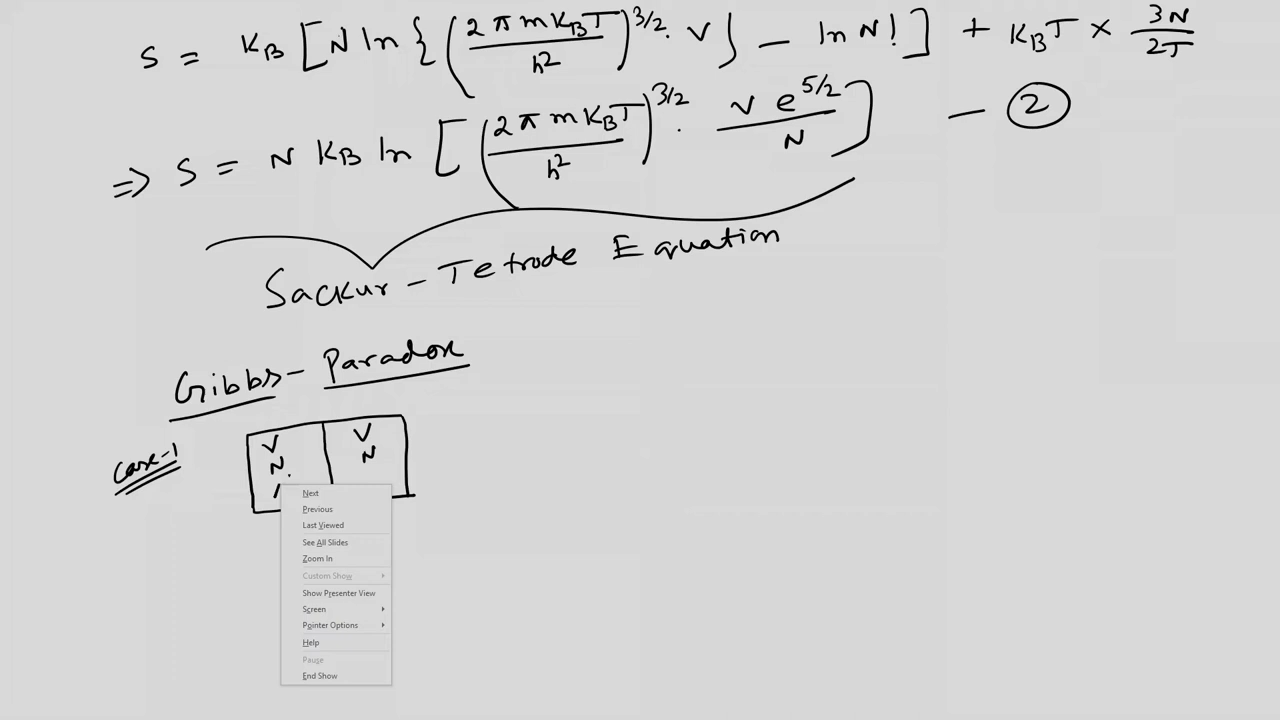 S = K_B [N ln {(2πmK_BT/h²)^3/2 · V} − ln N!] + K_BT × 3N/2T
⇒ S = N K_B ln [(2πmK_BT/h²)^3/2 · V e^5/2/N] — ②
Sackur - Tetrode Equation
Gibbs - Paradox
Case-1
V V
N N
Next
Previous
Last Viewed
See All Slides
Zoom In
Custom Show
Show Presenter View
Screen
Pointer Options
Help
Pause
End Show